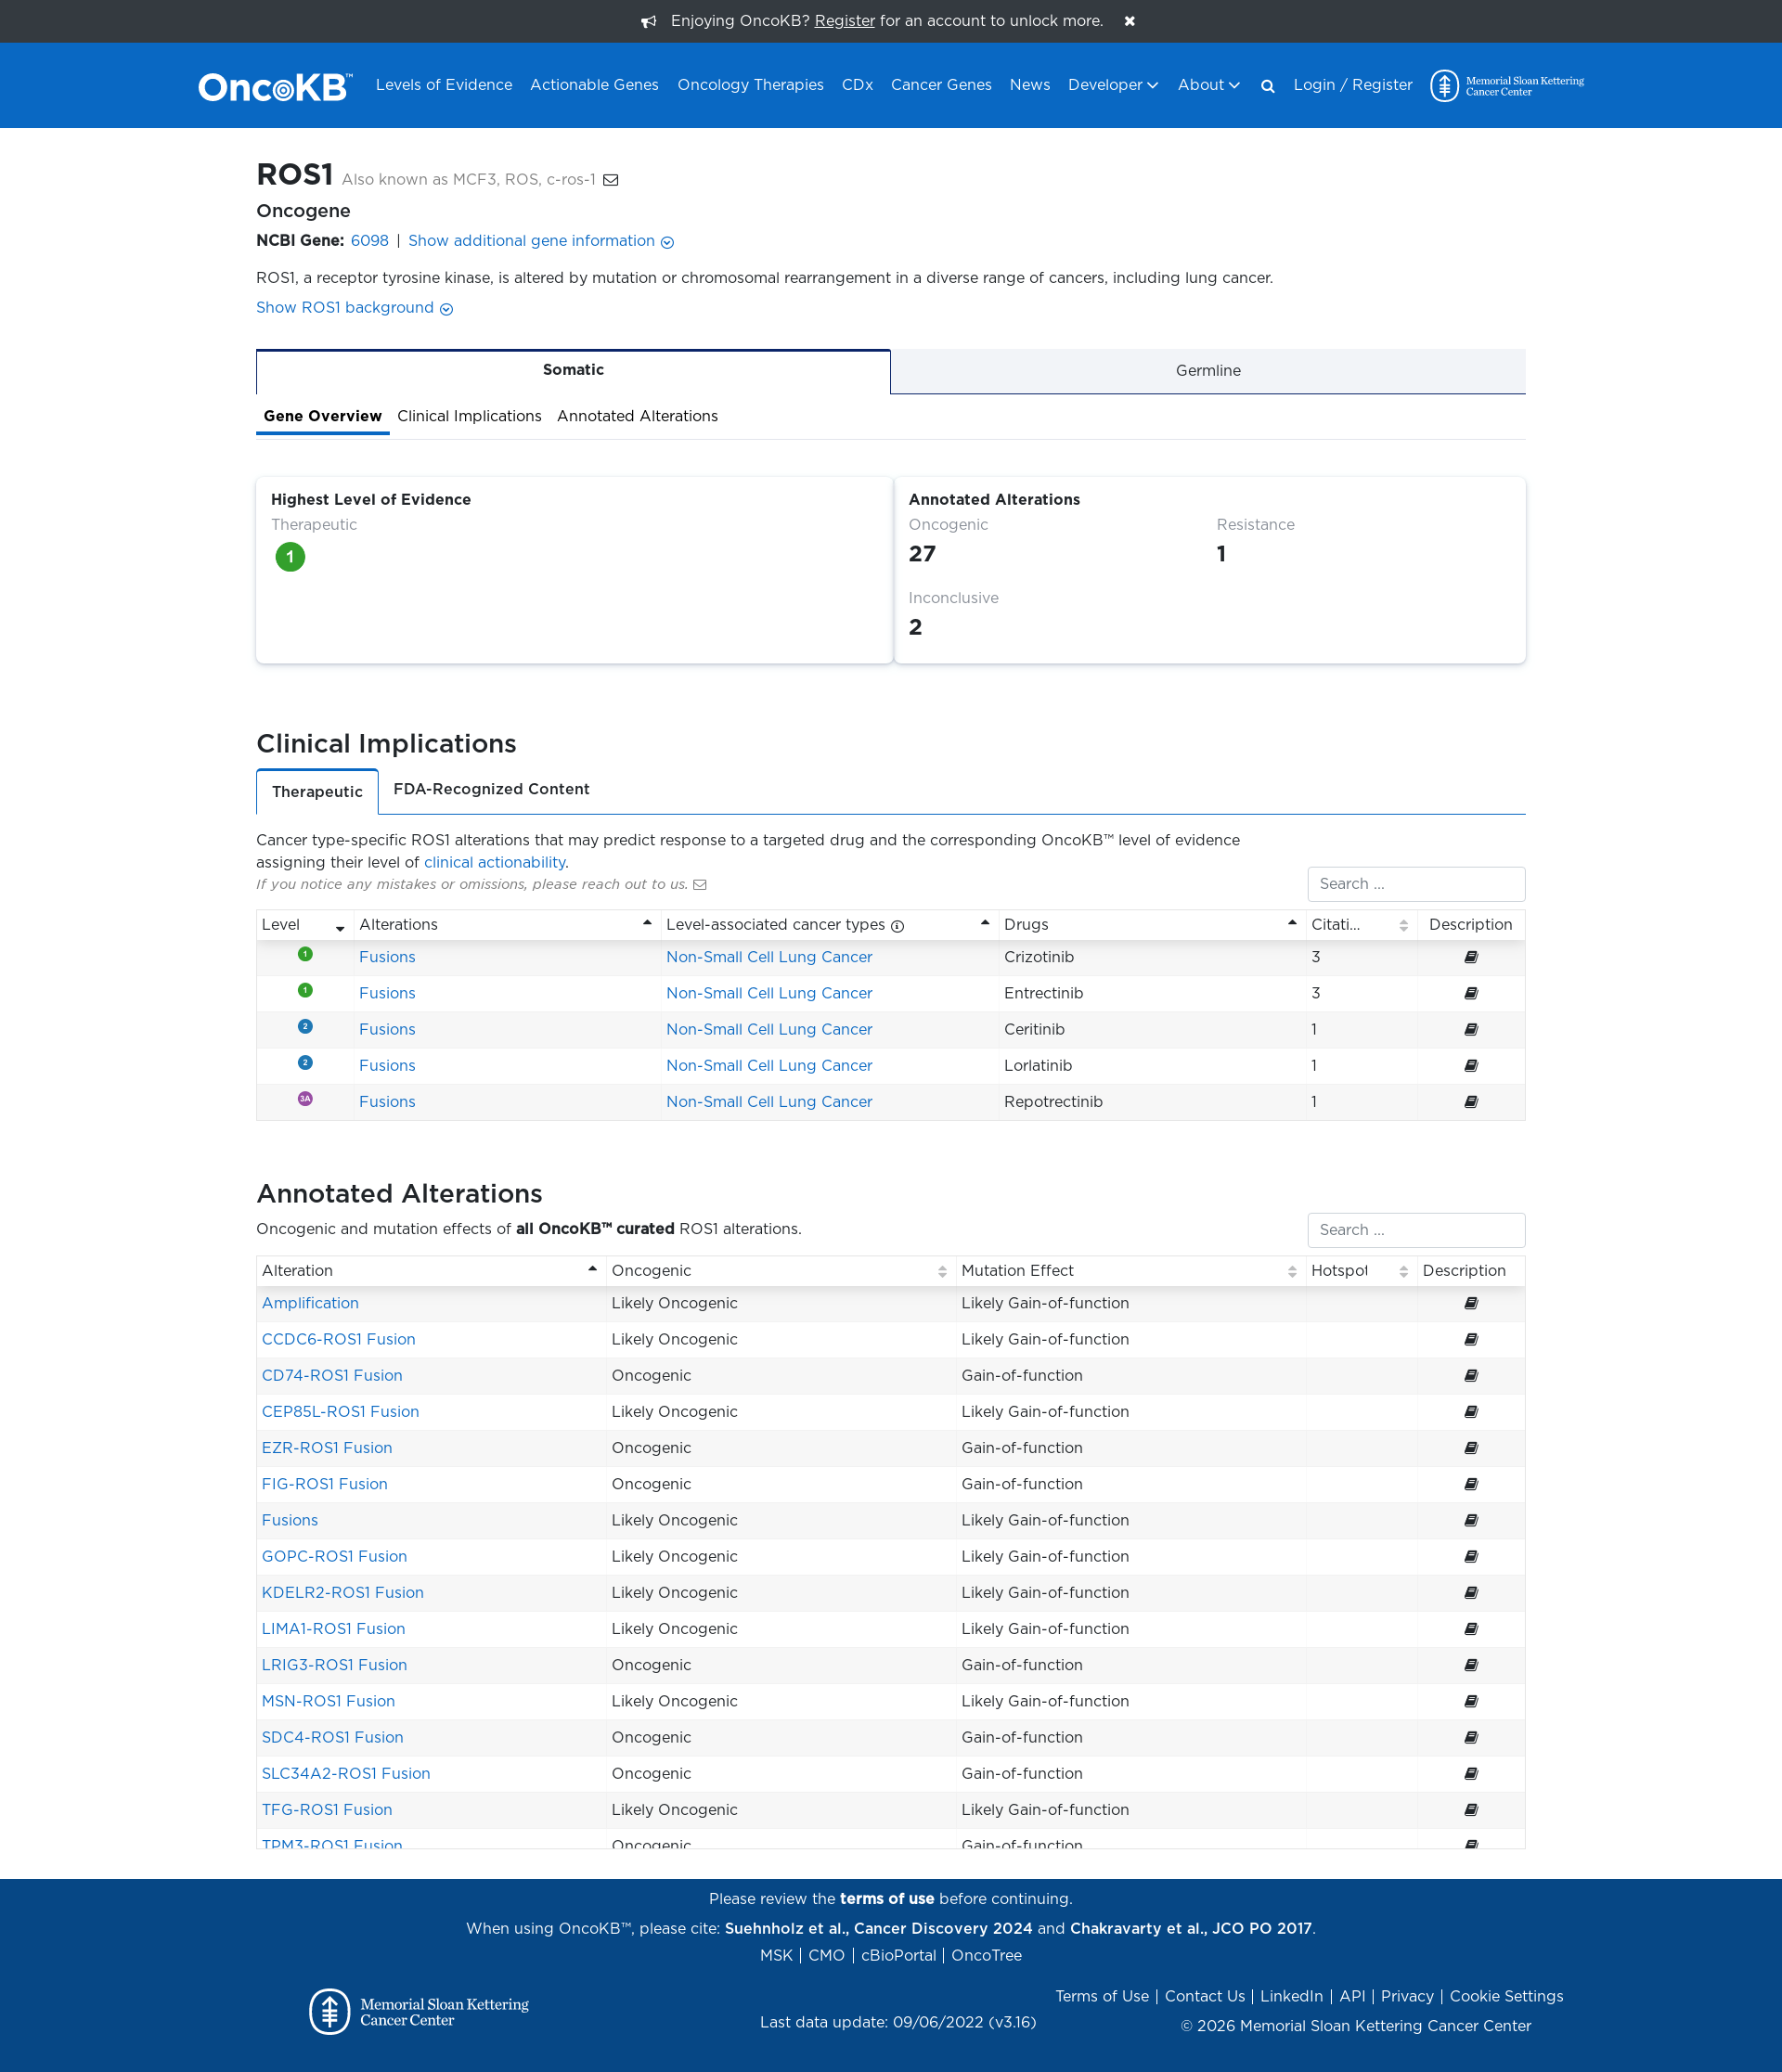 Enjoying OncoKB? Register for an account to unlock more.
OncoKB™ Levels of Evidence Actionable Genes Oncology Therapies CDx Cancer Genes News Developer About Login / Register Memorial Sloan Kettering Cancer Center
ROS1 Also known as MCF3, ROS, c-ros-1
Oncogene
NCBI Gene: 6098 | Show additional gene information
ROS1, a receptor tyrosine kinase, is altered by mutation or chromosomal rearrangement in a diverse range of cancers, including lung cancer.
Show ROS1 background
Somatic Germline
Gene Overview Clinical Implications Annotated Alterations
Highest Level of Evidence
Therapeutic
1
Annotated Alterations
Oncogenic Resistance
27 1
Inconclusive
2
Clinical Implications
Therapeutic FDA-Recognized Content
Cancer type-specific ROS1 alterations that may predict response to a targeted drug and the corresponding OncoKB™ level of evidence
assigning their level of clinical actionability.
If you notice any mistakes or omissions, please reach out to us.
Search ...
Level Alterations Level-associated cancer types Drugs Citati... Description
1 Fusions Non-Small Cell Lung Cancer Crizotinib 3
1 Fusions Non-Small Cell Lung Cancer Entrectinib 3
2 Fusions Non-Small Cell Lung Cancer Ceritinib 1
2 Fusions Non-Small Cell Lung Cancer Lorlatinib 1
3A Fusions Non-Small Cell Lung Cancer Repotrectinib 1
Annotated Alterations
Oncogenic and mutation effects of all OncoKB™ curated ROS1 alterations.
Search ...
Alteration Oncogenic Mutation Effect Hotspot Description
Amplification Likely Oncogenic Likely Gain-of-function
CCDC6-ROS1 Fusion Likely Oncogenic Likely Gain-of-function
CD74-ROS1 Fusion Oncogenic Gain-of-function
CEP85L-ROS1 Fusion Likely Oncogenic Likely Gain-of-function
EZR-ROS1 Fusion Oncogenic Gain-of-function
FIG-ROS1 Fusion Oncogenic Gain-of-function
Fusions Likely Oncogenic Likely Gain-of-function
GOPC-ROS1 Fusion Likely Oncogenic Likely Gain-of-function
KDELR2-ROS1 Fusion Likely Oncogenic Likely Gain-of-function
LIMA1-ROS1 Fusion Likely Oncogenic Likely Gain-of-function
LRIG3-ROS1 Fusion Oncogenic Gain-of-function
MSN-ROS1 Fusion Likely Oncogenic Likely Gain-of-function
SDC4-ROS1 Fusion Oncogenic Gain-of-function
SLC34A2-ROS1 Fusion Oncogenic Gain-of-function
TFG-ROS1 Fusion Likely Oncogenic Likely Gain-of-function
TPM3-ROS1 Fusion Oncogenic Gain-of-function
Please review the terms of use before continuing.
When using OncoKB™, please cite: Suehnholz et al., Cancer Discovery 2024 and Chakravarty et al., JCO PO 2017.
MSK | CMO | cBioPortal | OncoTree
Memorial Sloan Kettering
Cancer Center
Last data update: 09/06/2022 (v3.16)
Terms of Use | Contact Us | LinkedIn | API | Privacy | Cookie Settings
© 2026 Memorial Sloan Kettering Cancer Center